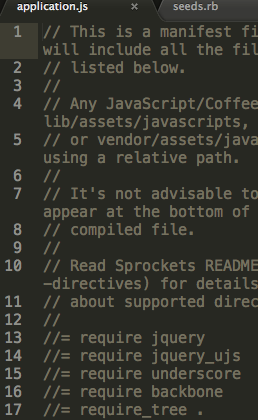 application.js × seeds.rb
1 // This is a manifest fi
will include all the fil
2 // listed below.
3 //
4 // Any JavaScript/Coffee
lib/assets/javascripts,
5 // or vendor/assets/java
using a relative path.
6 //
7 // It's not advisable to
appear at the bottom of
8 // compiled file.
9 //
10 // Read Sprockets README
-directives) for details
11 // about supported direc
12 //
13 //= require jquery
14 //= require jquery_ujs
15 //= require underscore
16 //= require backbone
17 //= require_tree .